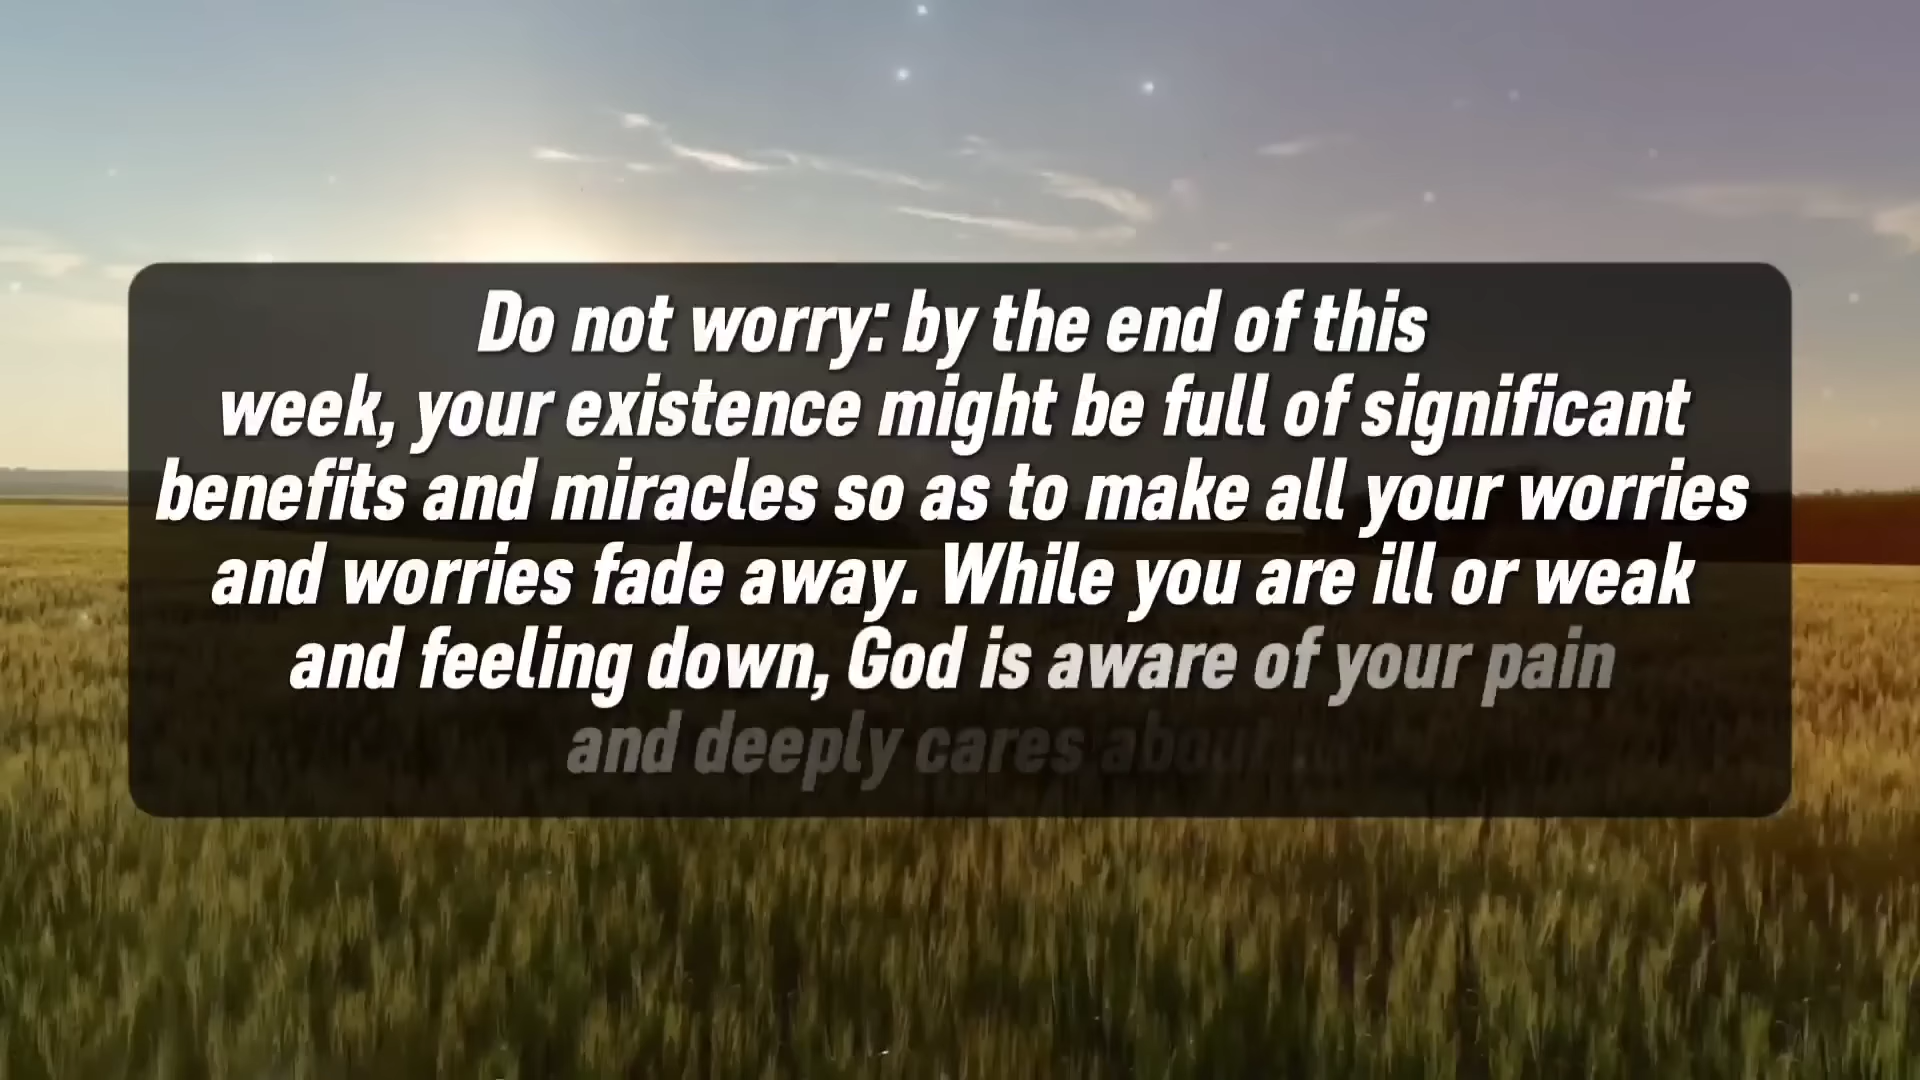 Do not worry: by the end of this
week, your existence might be full of significant
benefits and miracles so as to make all your worries
and worries fade away. While you are ill or weak
and feeling down, God is aware of your pain
and deeply cares about